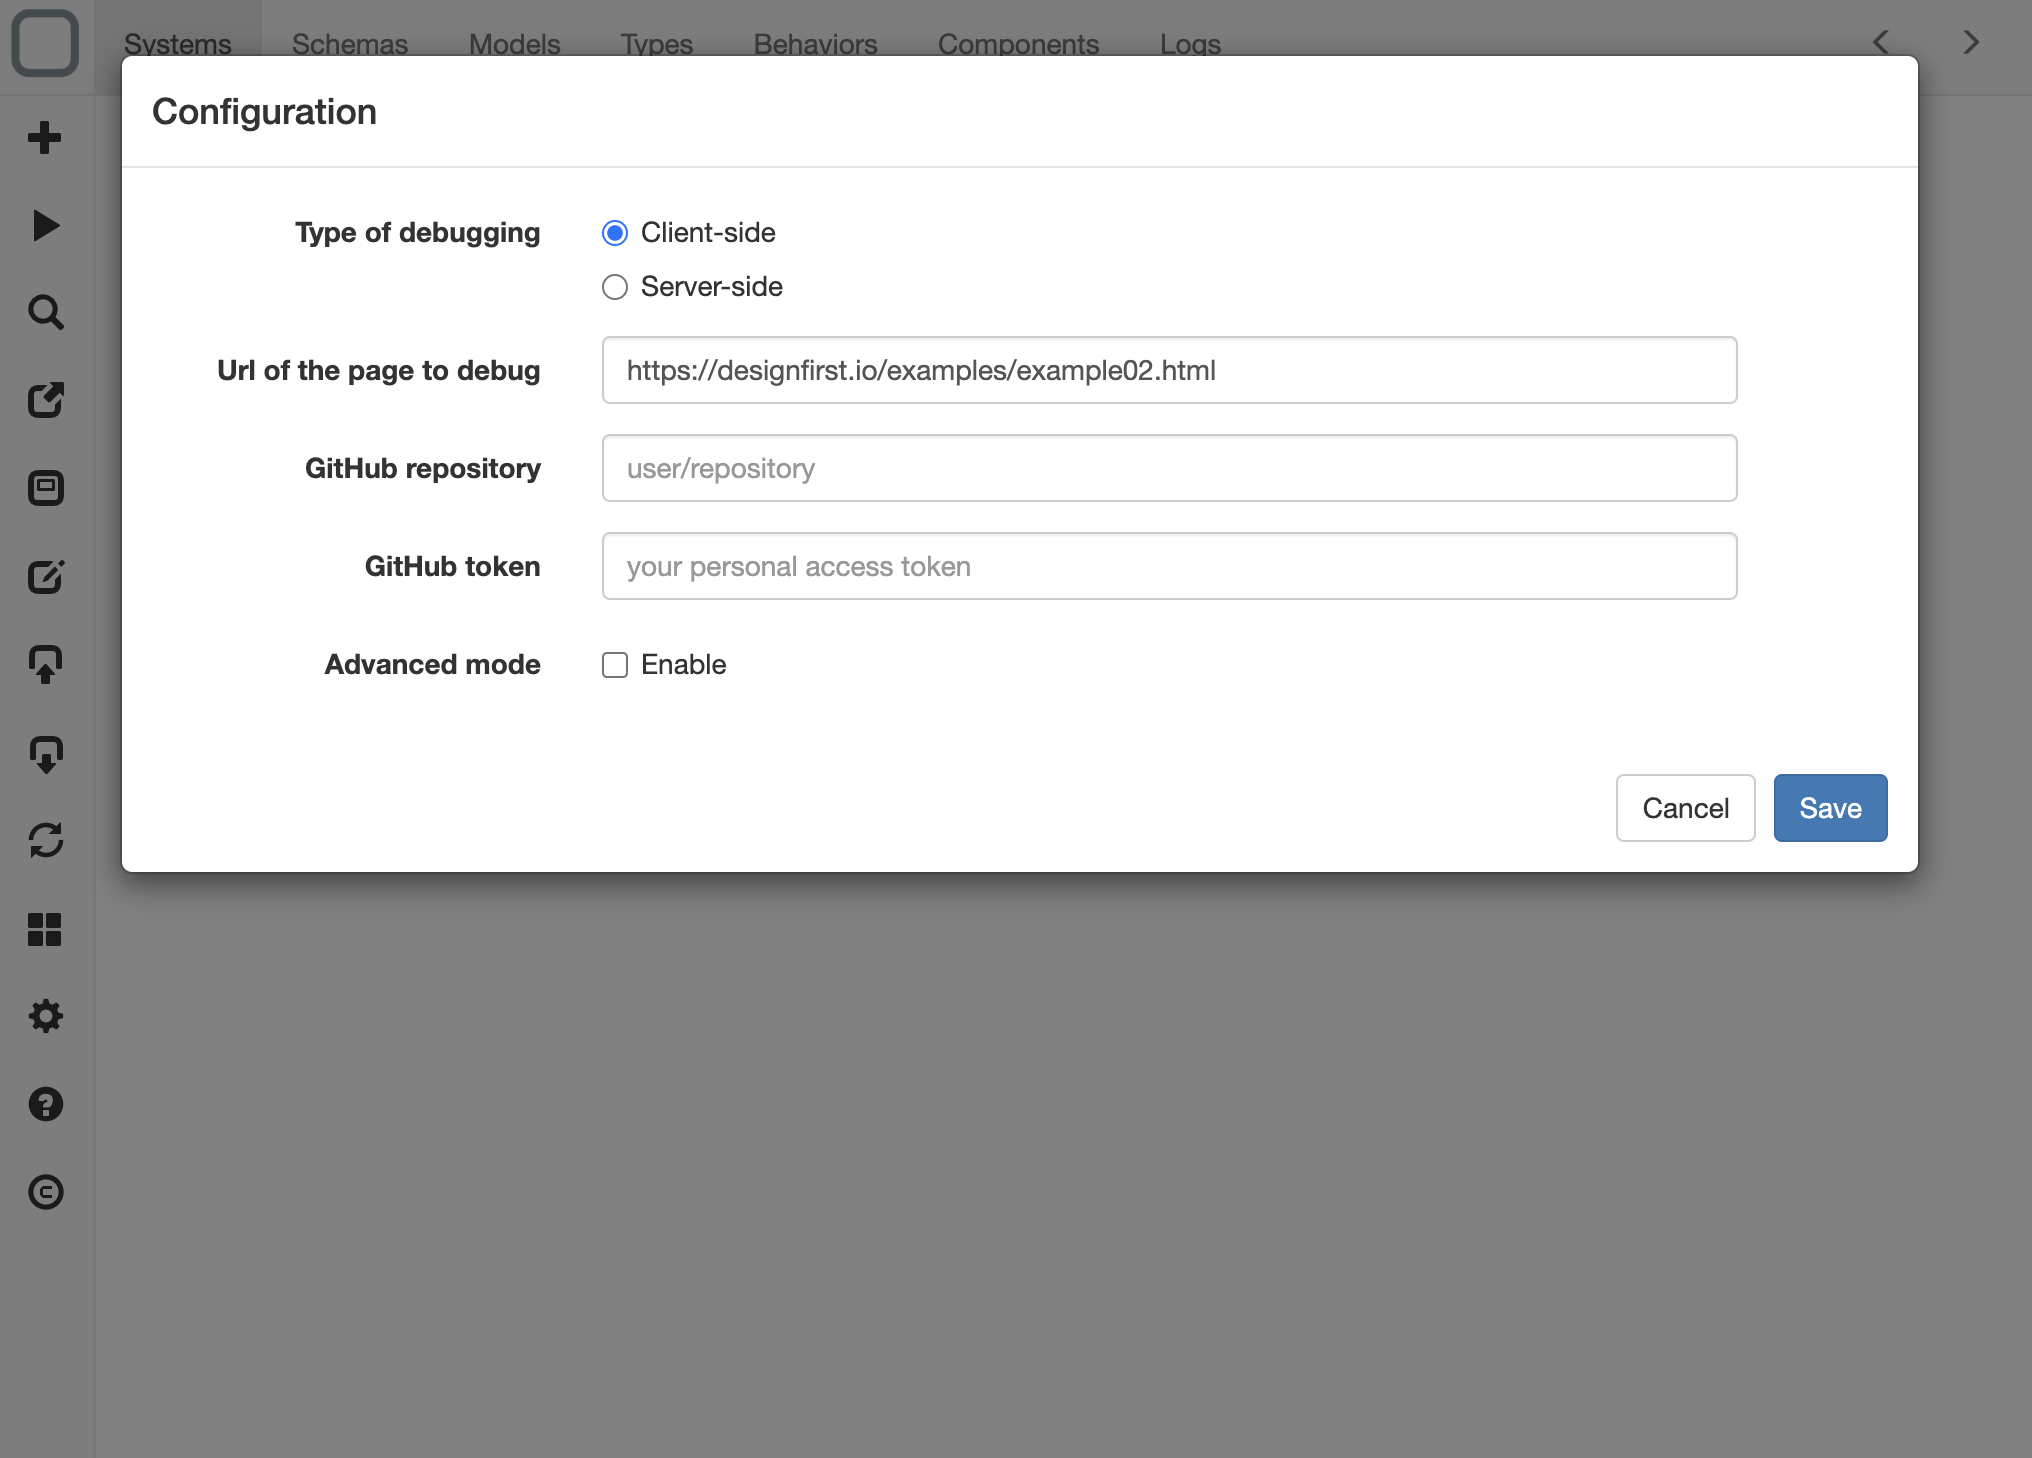 Systems Schemas Models Types Behaviors Components Logs
Configuration
Type of debugging Client-side
Server-side
Url of the page to debug https://designfirst.io/examples/example02.html
GitHub repository user/repository
GitHub token your personal access token
Advanced mode Enable
Cancel Save